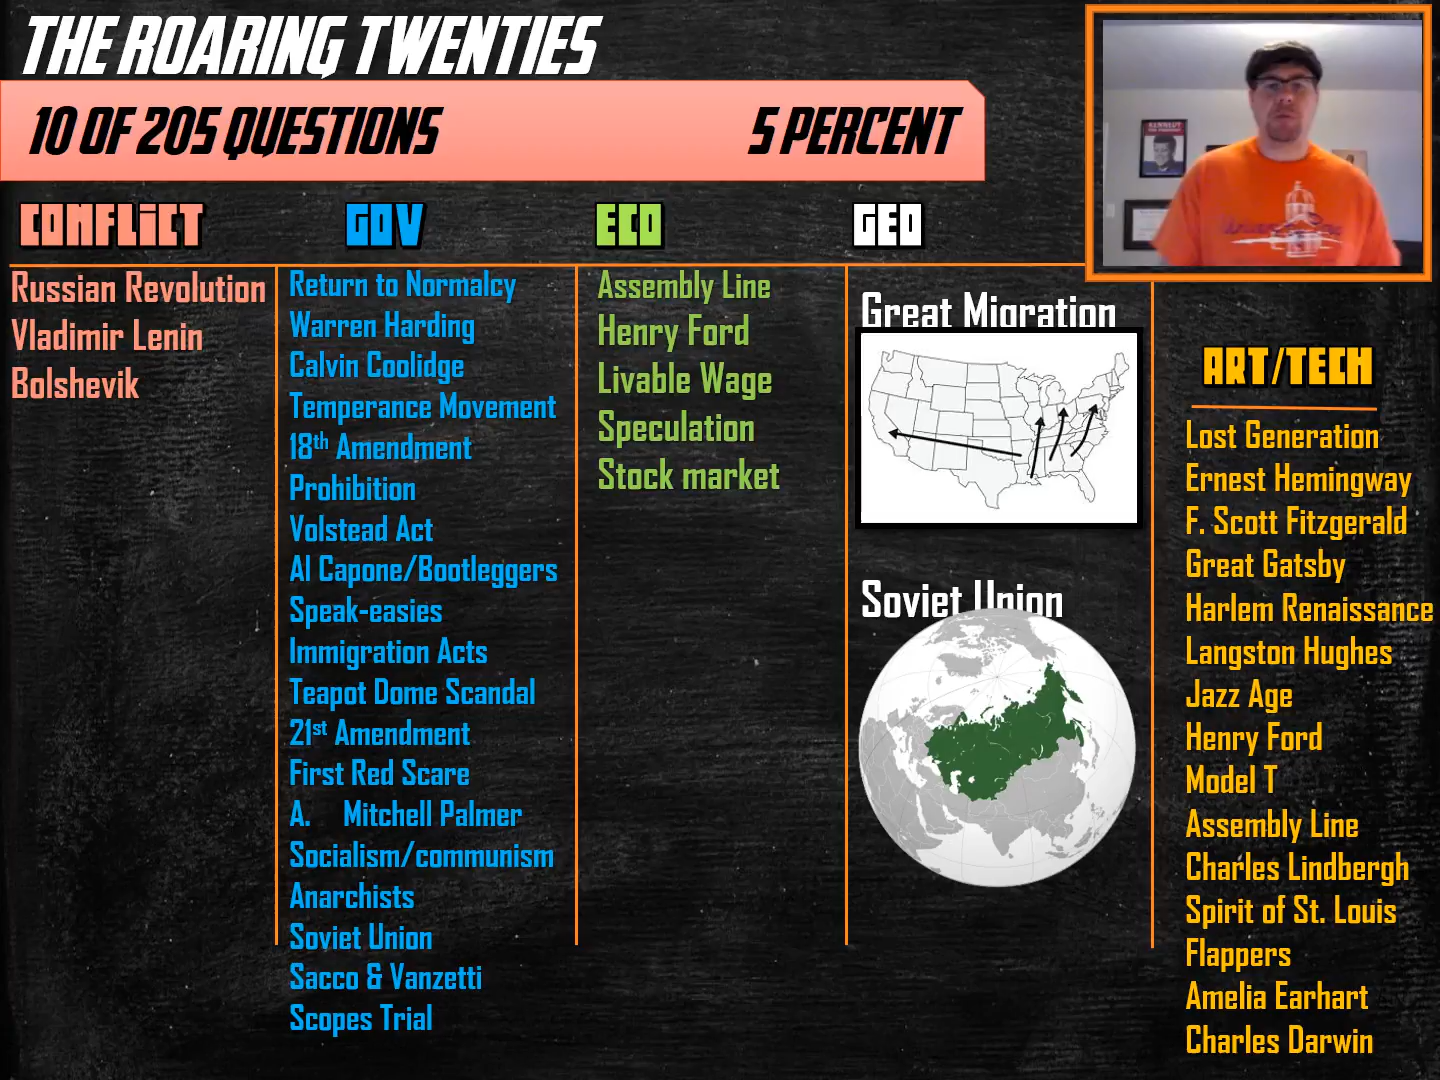 THE ROARING TWENTIES
10 OF 205 QUESTIONS
5 PERCENT
CONFLICT
Russian Revolution
Vladimir Lenin
Bolshevik
GOV
Return to Normalcy
Warren Harding
Calvin Coolidge
Temperance Movement
18th Amendment
Prohibition
Volstead Act
Al Capone/Bootleggers
Speak-easies
Immigration Acts
Teapot Dome Scandal
21st Amendment
First Red Scare
A. Mitchell Palmer
Socialism/communism
Anarchists
Soviet Union
Sacco & Vanzetti
Scopes Trial
ECO
Assembly Line
Henry Ford
Livable Wage
Speculation
Stock market
GEO
Great Migration
Soviet Union
KENNEDY
ART/TECH
Lost Generation
Ernest Hemingway
F. Scott Fitzgerald
Great Gatsby
Harlem Renaissance
Langston Hughes
Jazz Age
Henry Ford
Model T
Assembly Line
Charles Lindbergh
Spirit of St. Louis
Flappers
Amelia Earhart
Charles Darwin